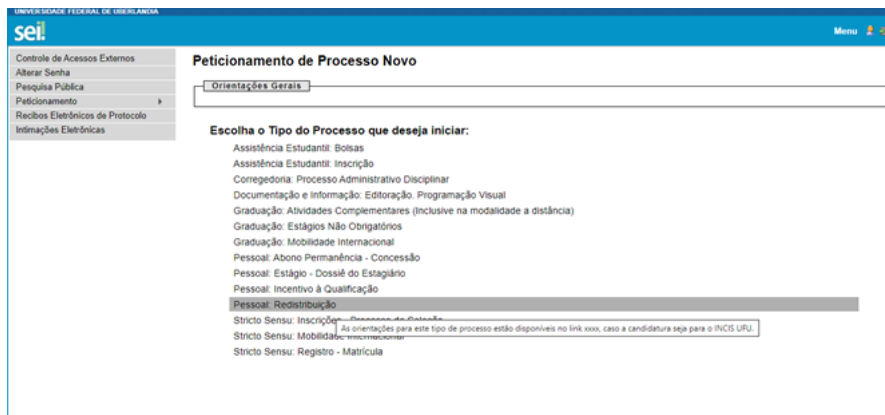 UNIVERSIDADE FEDERAL DE UBERLÂNDIA
sei!
Menu
Controle de Acessos Externos
Alterar Senha
Pesquisa Pública
Peticionamento
Recibos Eletrônicos de Protocolo
Intimações Eletrônicas
Peticionamento de Processo Novo
Orientações Gerais
Escolha o Tipo do Processo que deseja iniciar:
Assistência Estudantil: Bolsas
Assistência Estudantil: Inscrição
Corregedoria: Processo Administrativo Disciplinar
Documentação e Informação: Editoração. Programação Visual
Graduação: Atividades Complementares (Inclusive na modalidade a distância)
Graduação: Estágios Não Obrigatórios
Graduação: Mobilidade Internacional
Pessoal: Abono Permanência - Concessão
Pessoal: Estágio - Dossiê do Estagiário
Pessoal: Incentivo à Qualificação
Pessoal: Redistribuição
Stricto Sensu: Inscrições - Processo de Seleção
As orientações para este tipo de processo estão disponíveis no link xxxx, caso a candidatura seja para o INCIS UFU.
Stricto Sensu: Mobilidade Internacional
Stricto Sensu: Registro - Matrícula